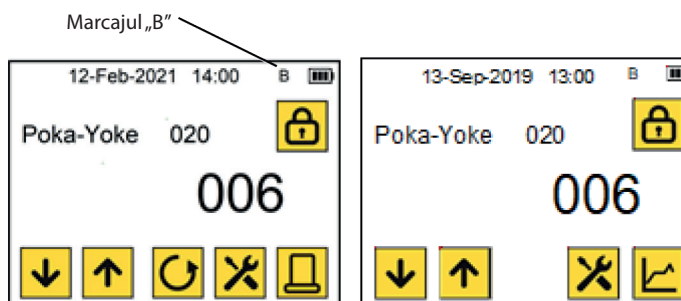 Marcajul „B”
12-Feb-2021 14:00 B
Poka-Yoke 020
006
13-Sep-2019 13:00 B
Poka-Yoke 020
006